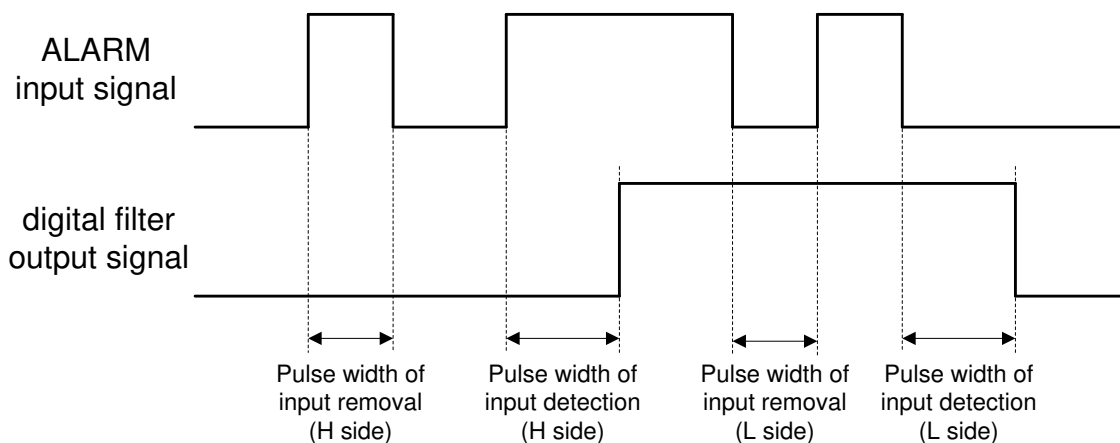 ALARM
input signal
digital filter
output signal
Pulse width of
input removal
(H side)
Pulse width of
input detection
(H side)
Pulse width of
input removal
(L side)
Pulse width of
input detection
(L side)